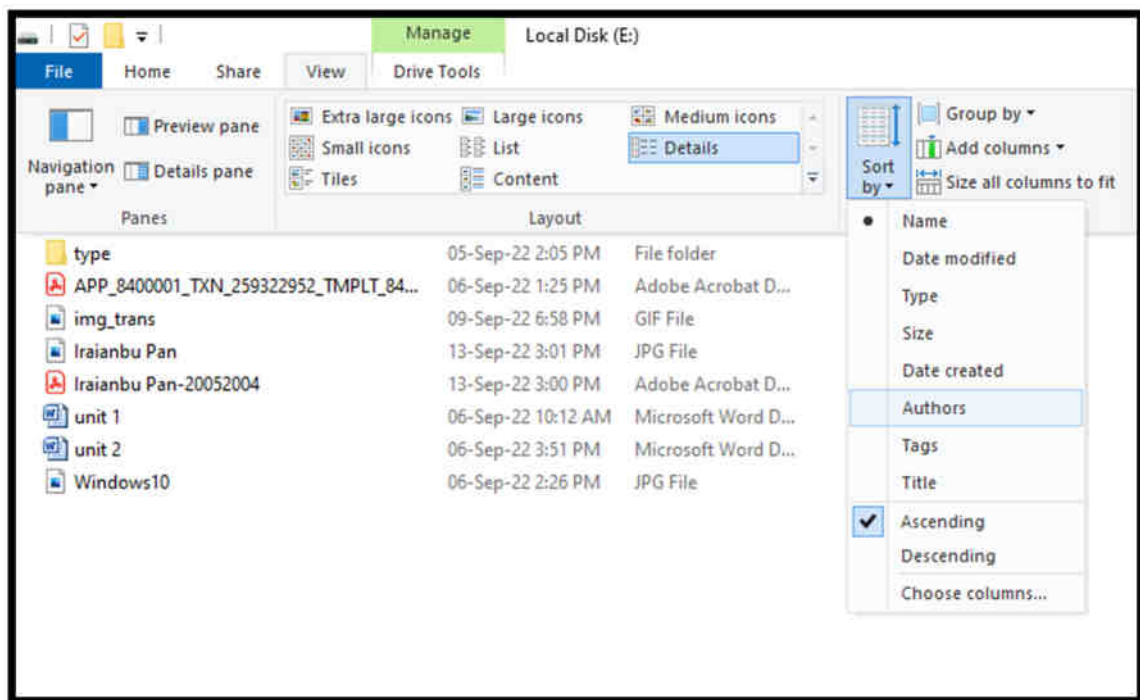 Manage Local Disk (E:)
File Home Share View Drive Tools
Navigation pane
Preview pane
Details pane
Panes
Extra large icons Large icons Medium icons
Small icons List Details
Tiles Content
Layout
Sort by
Group by
Add columns
Size all columns to fit
type 05-Sep-22 2:05 PM File folder
APP_8400001_TXN_259322952_TMPLT_84... 06-Sep-22 1:25 PM Adobe Acrobat D...
img_trans 09-Sep-22 6:58 PM GIF File
Iraianbu Pan 13-Sep-22 3:01 PM JPG File
Iraianbu Pan-20052004 13-Sep-22 3:00 PM Adobe Acrobat D...
unit 1 06-Sep-22 10:12 AM Microsoft Word D...
unit 2 06-Sep-22 3:51 PM Microsoft Word D...
Windows10 06-Sep-22 2:26 PM JPG File
Name
Date modified
Type
Size
Date created
Authors
Tags
Title
Ascending
Descending
Choose columns...